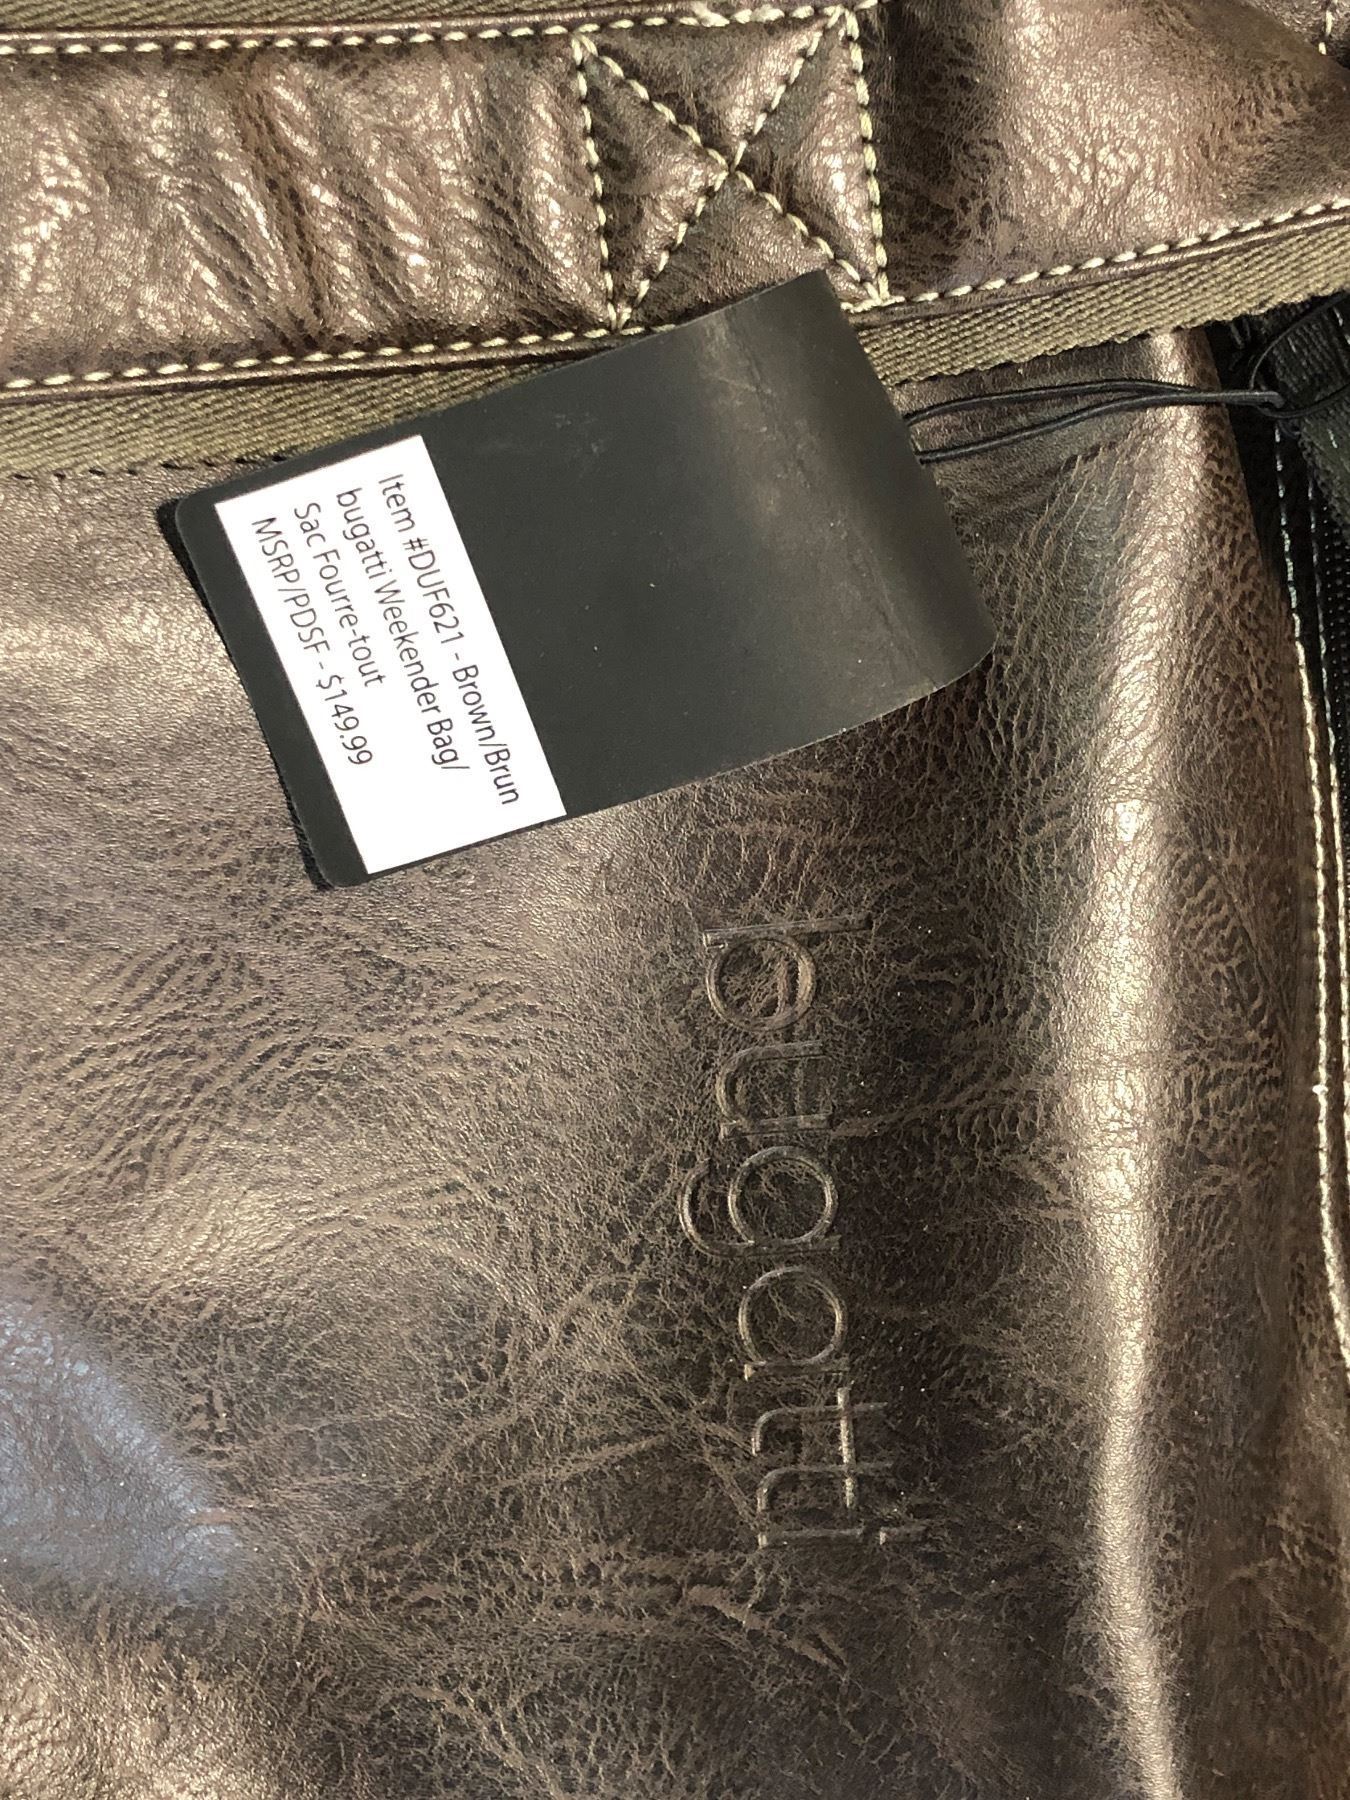 Item #DUF621 - Brown/Brun
bugatti Weekender Bag/
Sac Fourre-tout
MSRP/PDSF - $149.99
bugatti